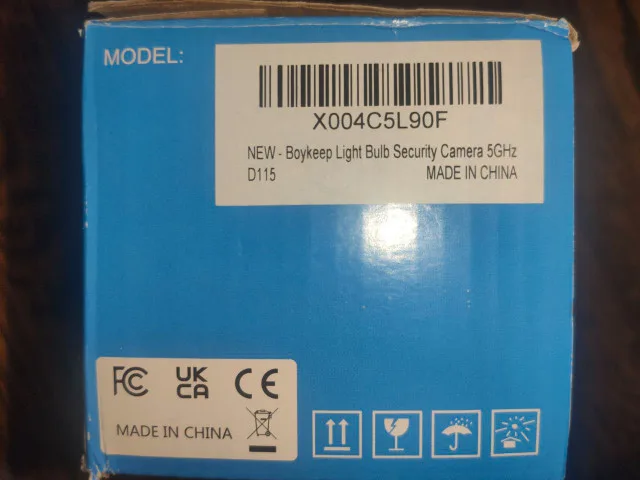 MODEL:
X004C5L90F
NEW - Boykeep Light Bulb Security Camera 5GHz
D115 MADE IN CHINA
FC UK CA CE
MADE IN CHINA